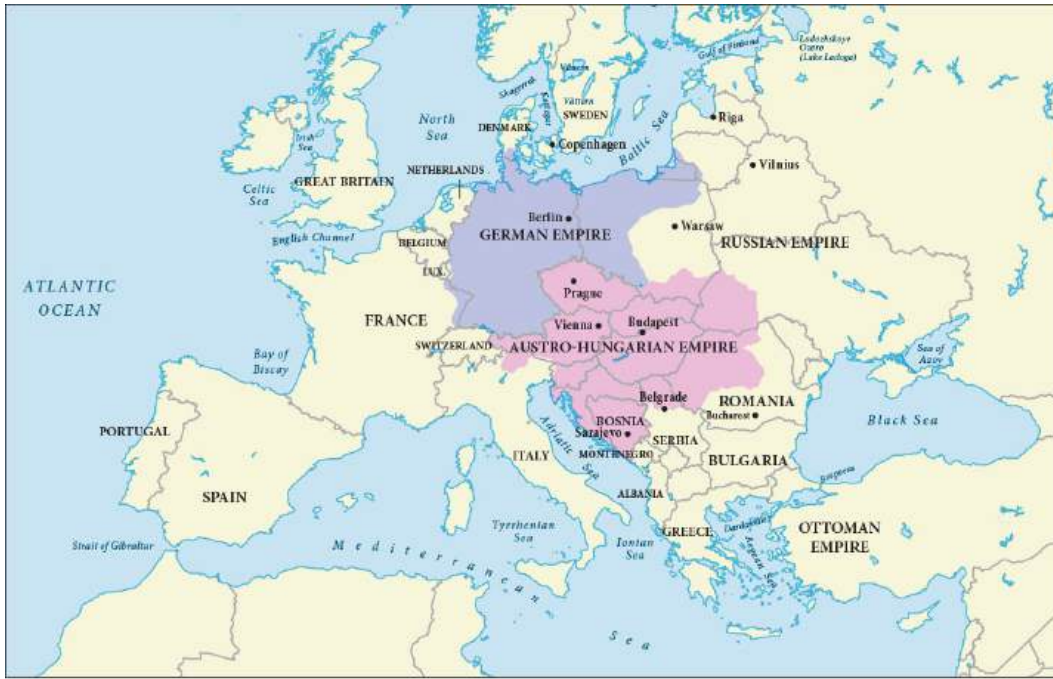 Ladozhskoye
Ozero
(Lake Ladoga)
Gulf of Finland
Vänern
Skagerrak
Kattegat
Vättern
SWEDEN
North
Sea
DENMARK
Copenhagen
Baltic Sea
Riga
Irish
Sea
NETHERLANDS
Vilnius
GREAT BRITAIN
Celtic
Sea
Berlin
GERMAN EMPIRE
Warsaw
RUSSIAN EMPIRE
English Channel
BELGIUM
LUX.
ATLANTIC
OCEAN
Prague
FRANCE
Vienna
Budapest
SWITZERLAND
AUSTRO-HUNGARIAN EMPIRE
Sea of
Azov
Bay of
Biscay
Belgrade
ROMANIA
Bucharest
Black Sea
BOSNIA
Sarajevo
PORTUGAL
Adriatic Sea
SERBIA
ITALY
MONTENEGRO
BULGARIA
SPAIN
ALBANIA
Bosporus
Tyrrhenian
Sea
Ionian
Sea
GREECE
Dardanelles
Aegean Sea
OTTOMAN
EMPIRE
Strait of Gibraltar
Mediterranean
Sea